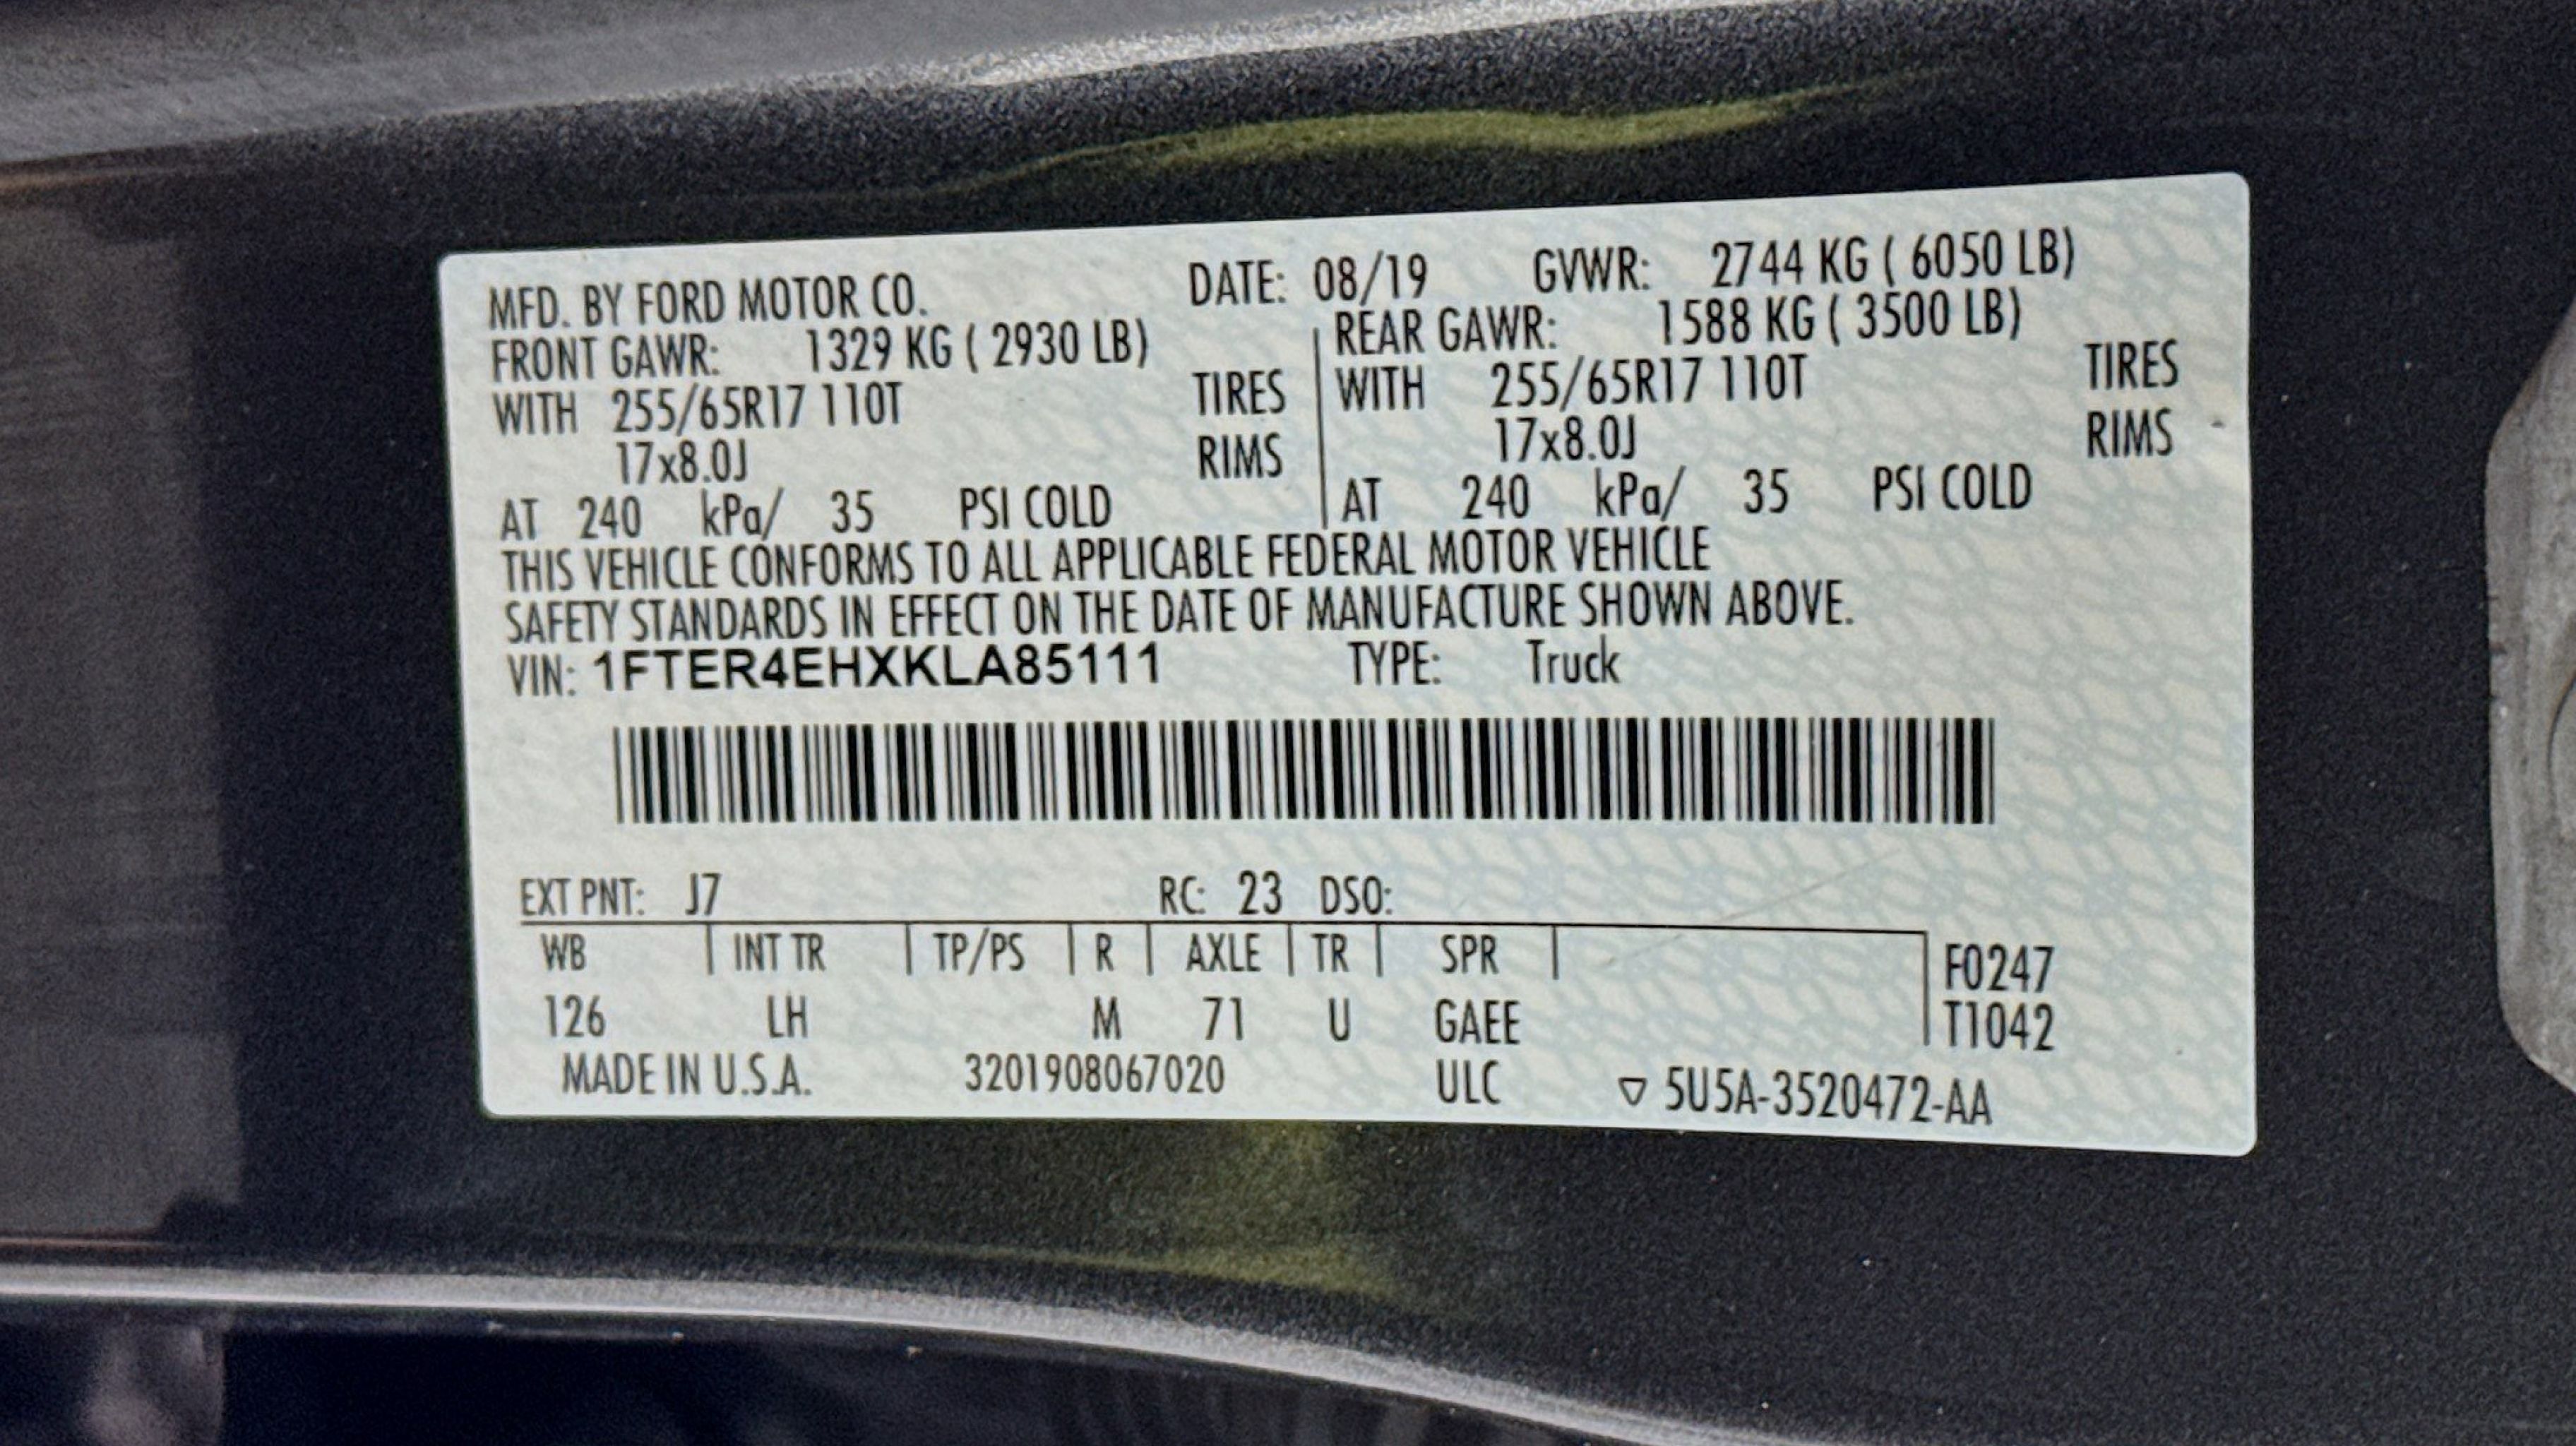 MFD. BY FORD MOTOR CO. DATE: 08/19 GVWR: 2744 KG ( 6050 LB)
FRONT GAWR: 1329 KG ( 2930 LB) REAR GAWR: 1588 KG ( 3500 LB)
WITH 255/65R17 110T TIRES WITH 255/65R17 110T TIRES
17x8.0J RIMS 17x8.0J RIMS
AT 240 kPa/ 35 PSI COLD AT 240 kPa/ 35 PSI COLD
THIS VEHICLE CONFORMS TO ALL APPLICABLE FEDERAL MOTOR VEHICLE
SAFETY STANDARDS IN EFFECT ON THE DATE OF MANUFACTURE SHOWN ABOVE.
VIN: 1FTER4EHXKLA85111 TYPE: Truck
EXT PNT: J7 RC: 23 DSO:
WB INT TR TP/PS R AXLE TR SPR F0247
126 LH M 71 U GAEE T1042
MADE IN U.S.A. 3201908067020 ULC ▽ 5U5A-3520472-AA